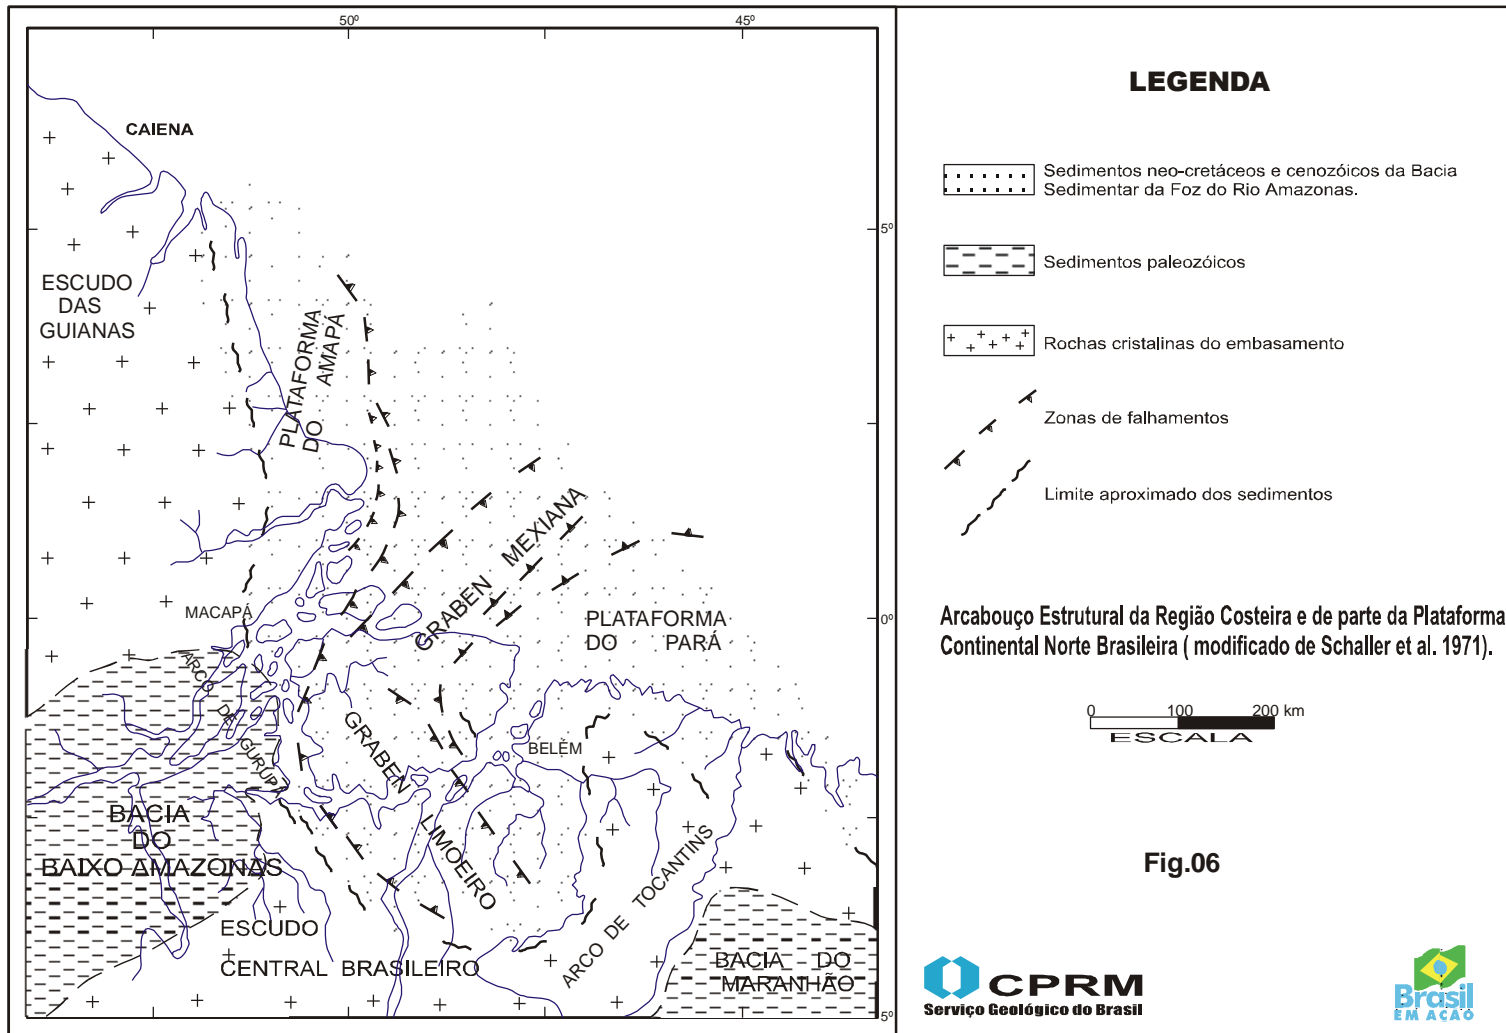 50º
45º
CAIENA
5º
ESCUDO
DAS
GUIANAS
PLATAFORMA
DO AMAPÁ
GRABEN MEXIANA
MACAPÁ
PLATAFORMA
DO PARÁ
0º
ARCO DE GURUPÁ
GRABEN LIMOEIRO
BELÉM
BACIA
DO
BAIXO AMAZONAS
ARCO DE TOCANTINS
ESCUDO
CENTRAL BRASILEIRO
BACIA DO
MARANHÃO
5º
LEGENDA
Sedimentos neo-cretáceos e cenozóicos da Bacia
Sedimentar da Foz do Rio Amazonas.
Sedimentos paleozóicos
Rochas cristalinas do embasamento
Zonas de falhamentos
Limite aproximado dos sedimentos
Arcabouço Estrutural da Região Costeira e de parte da Plataforma
Continental Norte Brasileira ( modificado de Schaller et al. 1971).
0 100 200 km
ESCALA
Fig.06
CPRM
Serviço Geológico do Brasil
Brasil
EM AÇÃO